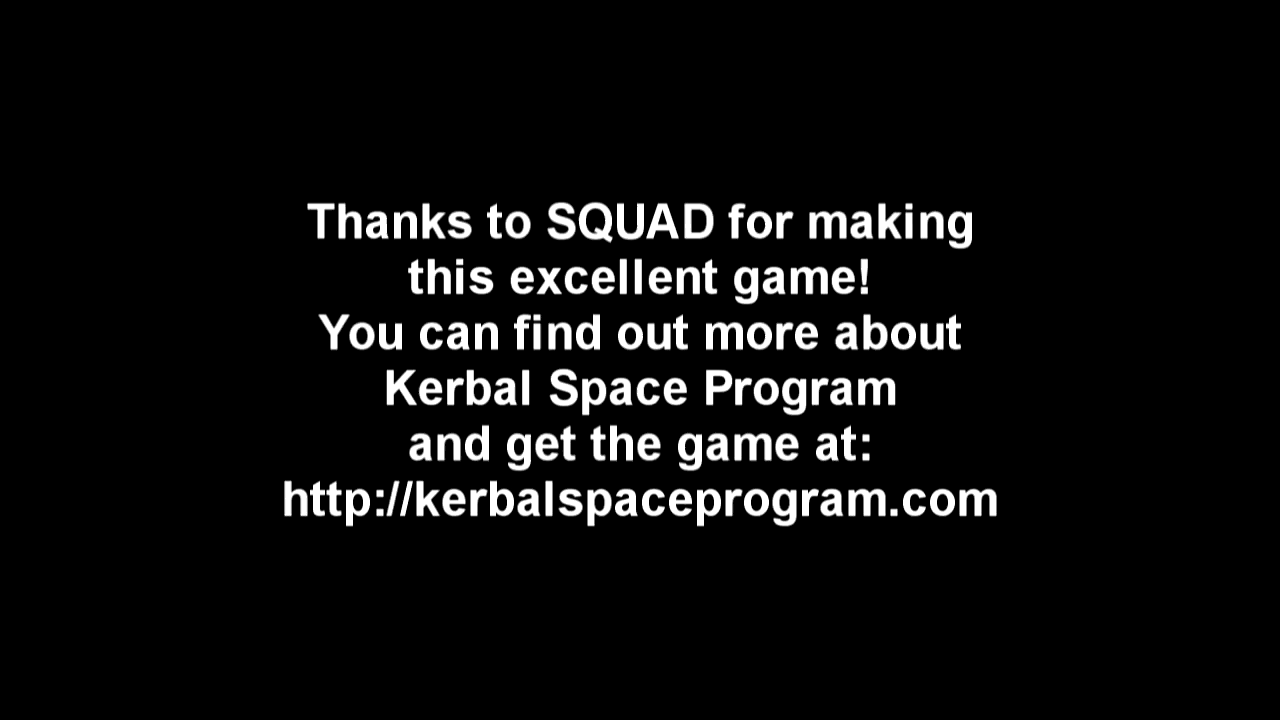 Thanks to SQUAD for making
this excellent game!
You can find out more about
Kerbal Space Program
and get the game at:
http://kerbalspaceprogram.com